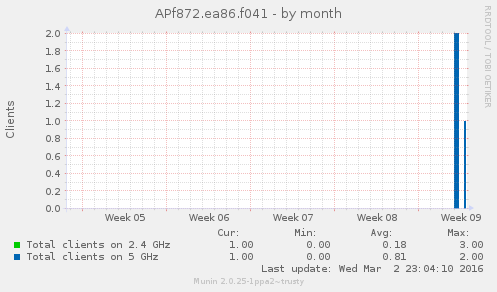 APf872.ea86.f041 - by month
RRDTOOL / TOBI OETIKER
Clients
2.0
1.8
1.6
1.4
1.2
1.0
0.8
0.6
0.4
0.2
0.0
Week 05 Week 06 Week 07 Week 08 Week 09
Cur: Min: Avg: Max:
Total clients on 2.4 GHz 1.00 0.00 0.18 3.00
Total clients on 5 GHz 1.00 0.00 0.81 2.00
Last update: Wed Mar 2 23:04:10 2016
Munin 2.0.25-1ppa2~trusty